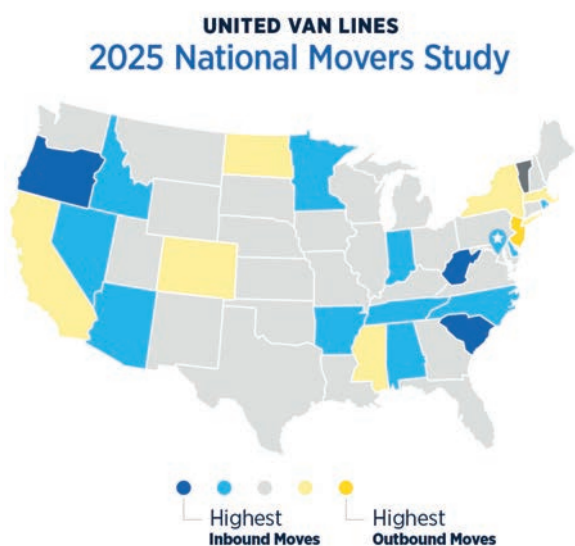 UNITED VAN LINES
2025 National Movers Study
Highest
Inbound Moves
Highest
Outbound Moves